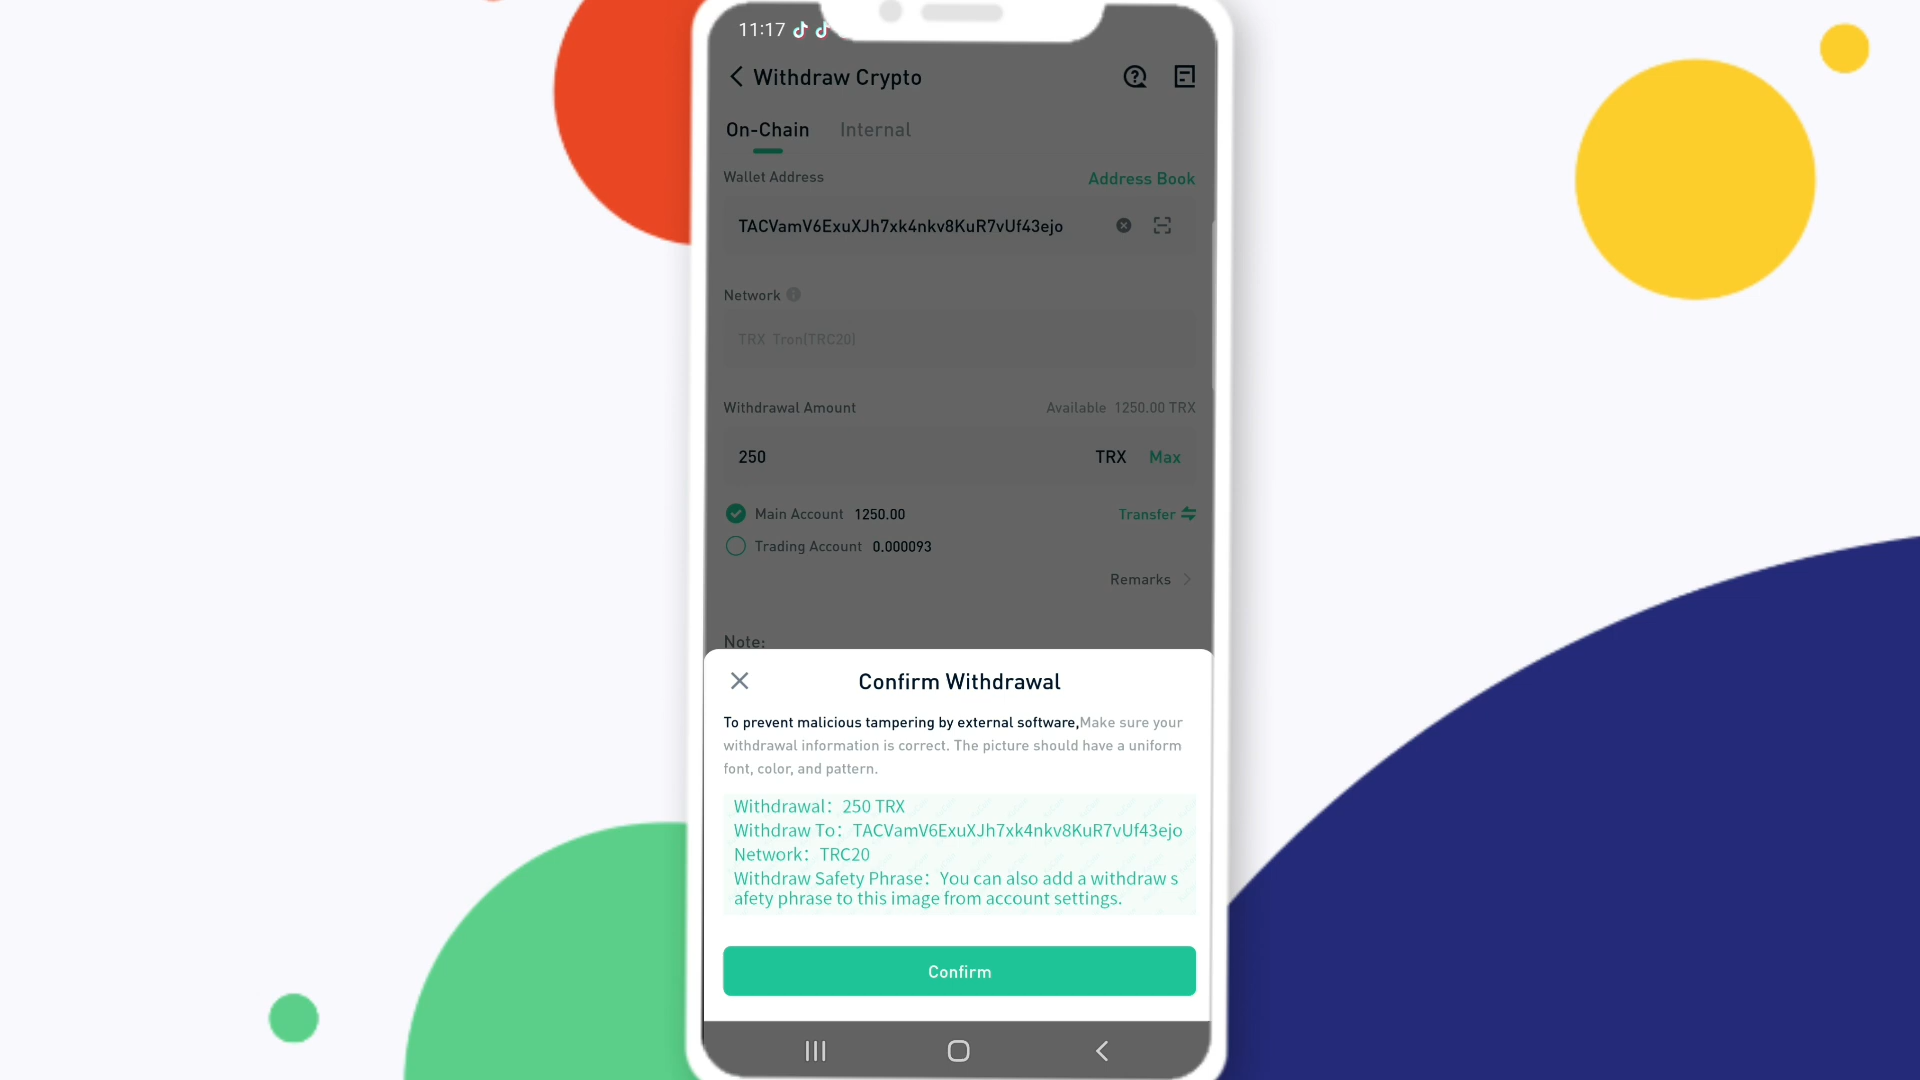 11:17
Withdraw Crypto
On-Chain Internal
Wallet Address Address Book
TACVamV6ExuXJh7xk4nkv8KuR7vUf43ejo
Network
TRX Tron(TRC20)
Withdrawal Amount Available 1250.00 TRX
250 TRX Max
Main Account 1250.00 Transfer
Trading Account 0.000093
Remarks
Note:
Confirm Withdrawal
To prevent malicious tampering by external software,Make sure your
withdrawal information is correct. The picture should have a uniform
font, color, and pattern.
Withdrawal: 250 TRX
Withdraw To: TACVamV6ExuXJh7xk4nkv8KuR7vUf43ejo
Network: TRC20
Withdraw Safety Phrase: You can also add a withdraw s
afety phrase to this image from account settings.
Confirm